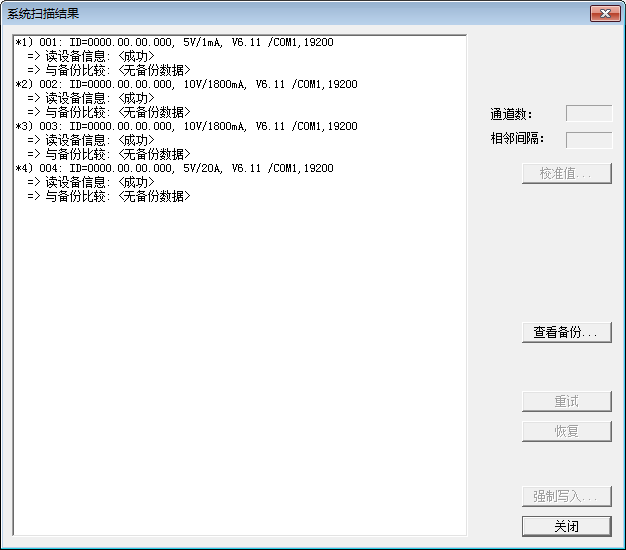 系统扫描结果
*1) 001: ID=0000.00.00.000, 5V/1mA, V6.11 /COM1,19200
=> 读设备信息: <成功>
=> 与备份比较: <无备份数据>
*2) 002: ID=0000.00.00.000, 10V/1800mA, V6.11 /COM1,19200
=> 读设备信息: <成功>
=> 与备份比较: <无备份数据>
*3) 003: ID=0000.00.00.000, 10V/1800mA, V6.11 /COM1,19200
=> 读设备信息: <成功>
=> 与备份比较: <无备份数据>
*4) 004: ID=0000.00.00.000, 5V/20A, V6.11 /COM1,19200
=> 读设备信息: <成功>
=> 与备份比较: <无备份数据>
通道数:
相邻间隔:
校准值...
查看备份...
重试
恢复
强制写入...
关闭